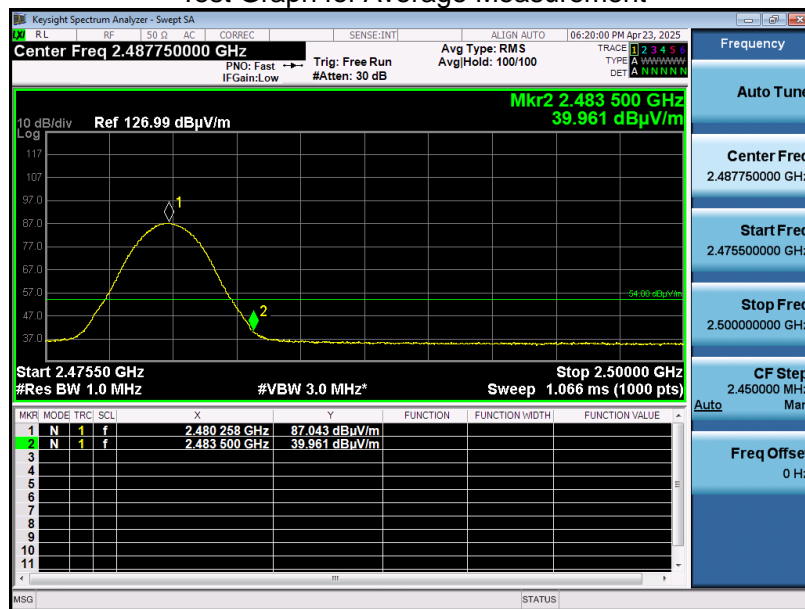 Test Graph for Average Measurement
Keysight Spectrum Analyzer - Swept SA
LXI RL RF 50 Ω AC CORREC SENSE:INT ALIGN AUTO 06:20:00 PM Apr 23, 2025
Center Freq 2.487750000 GHz
PNO: Fast
IFGain:Low
Trig: Free Run
#Atten: 30 dB
Avg Type: RMS
Avg|Hold: 100/100
TRACE 1 2 3 4 5 6
TYPE A WWWWW
DET A N N N N N
Mkr2 2.483 500 GHz
39.961 dBµV/m
10 dB/div Ref 126.99 dBµV/m
Log
117
107
97.0
87.0
77.0
67.0
57.0
47.0
37.0
1
2
54.00 dBµV/m
Start 2.47550 GHz Stop 2.50000 GHz
#Res BW 1.0 MHz #VBW 3.0 MHz* Sweep 1.066 ms (1000 pts)
MKR MODE TRC SCL X Y FUNCTION FUNCTION WIDTH FUNCTION VALUE
1 N 1 f 2.480 258 GHz 87.043 dBµV/m
2 N 1 f 2.483 500 GHz 39.961 dBµV/m
3
4
5
6
7
8
9
10
11
MSG STATUS
Frequency
Auto Tune
Center Freq
2.487750000 GHz
Start Freq
2.475500000 GHz
Stop Freq
2.500000000 GHz
CF Step
2.450000 MHz
Auto Man
Freq Offset
0 Hz